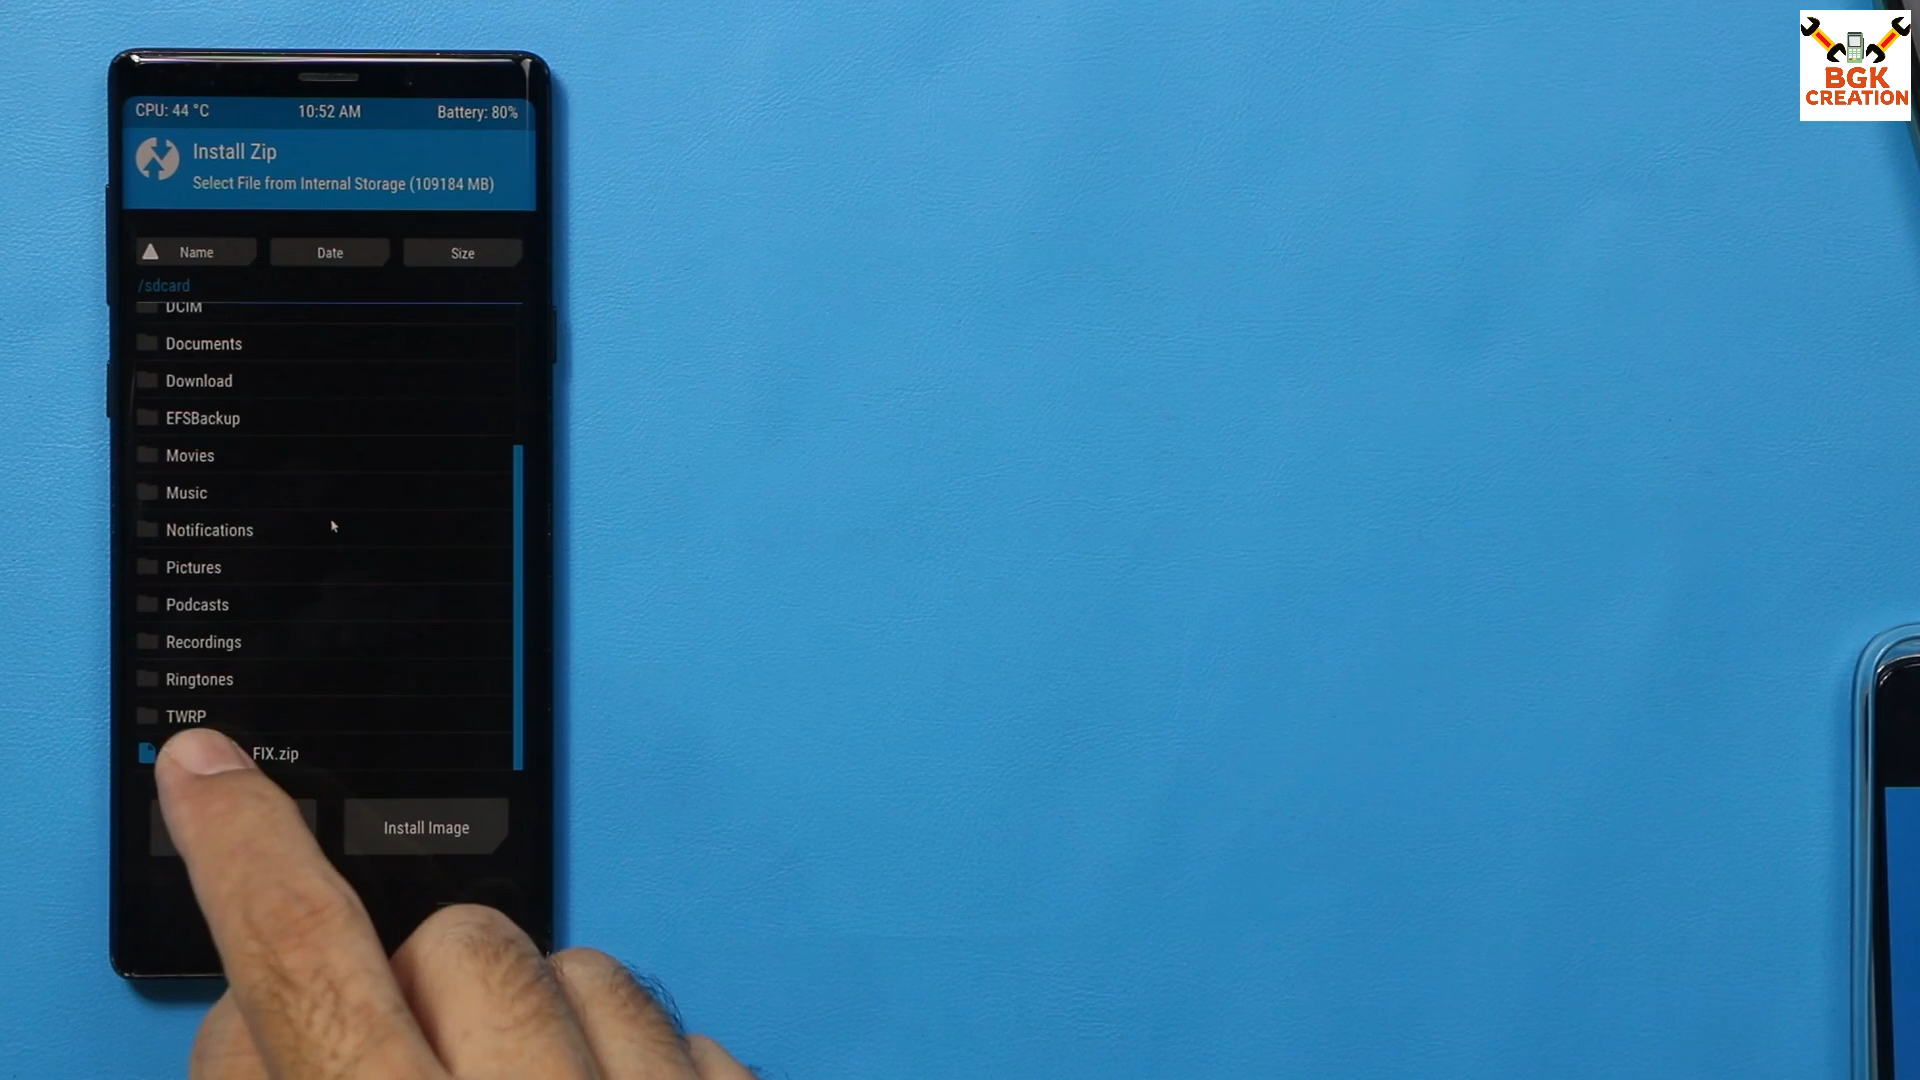 BGK
CREATION
CPU: 44 °C 10:52 AM Battery: 80%
Install Zip
Select File from Internal Storage (109184 MB)
Name Date Size
/sdcard
DCIM
Documents
Download
EFSBackup
Movies
Music
Notifications
Pictures
Podcasts
Recordings
Ringtones
TWRP
FIX.zip
Install Image